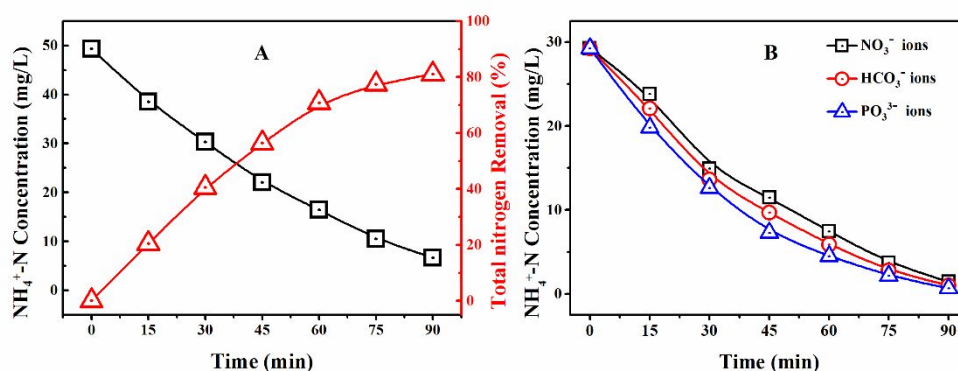 A
NH₄⁺-N Concentration (mg/L)
50
40
30
20
10
0
Total nitrogen Removal (%)
100
80
60
40
20
0
0 15 30 45 60 75 90
Time (min)
B
NO₃⁻ ions
HCO₃⁻ ions
PO₃³⁻ ions
NH₄⁺-N Concentration (mg/L)
30
20
10
0
0 15 30 45 60 75 90
Time (min)